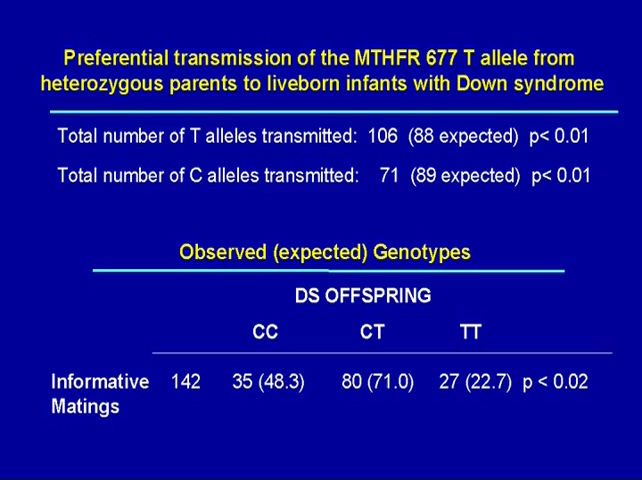 Preferential transmission of the MTHFR 677 T allele from
heterozygous parents to liveborn infants with Down syndrome
Total number of T alleles transmitted: 106 (88 expected) p< 0.01
Total number of C alleles transmitted: 71 (89 expected) p< 0.01
Observed (expected) Genotypes
DS OFFSPRING
CC CT TT
Informative 142 35 (48.3) 80 (71.0) 27 (22.7) p < 0.02
Matings